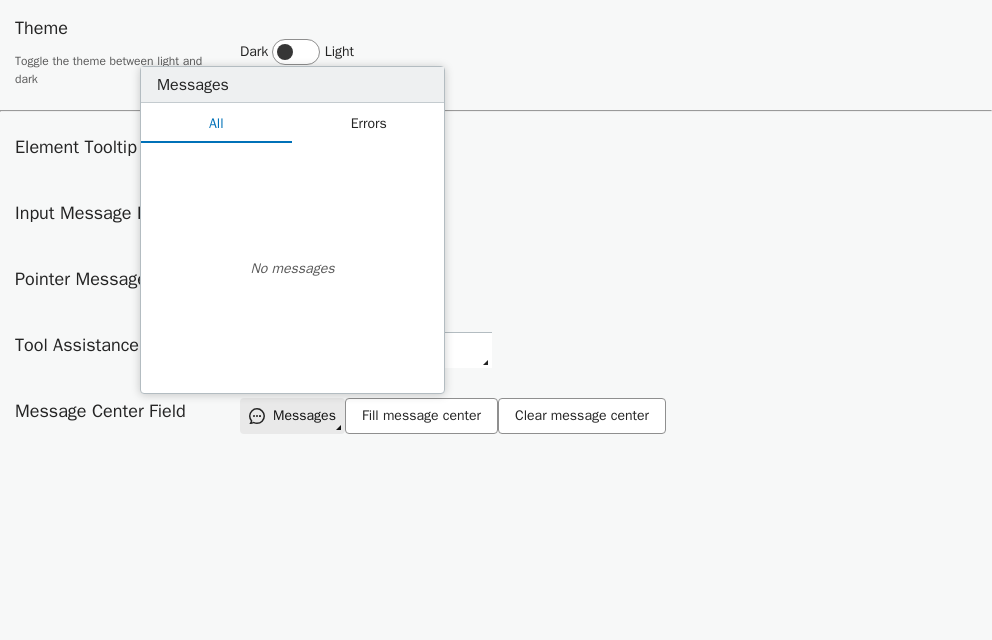 Theme
Toggle the theme between light and
dark
Dark
Light
Messages
All
Errors
No messages
Element Tooltip
Input Message
Pointer Message
Tool Assistance
Message Center Field
Messages
Fill message center
Clear message center